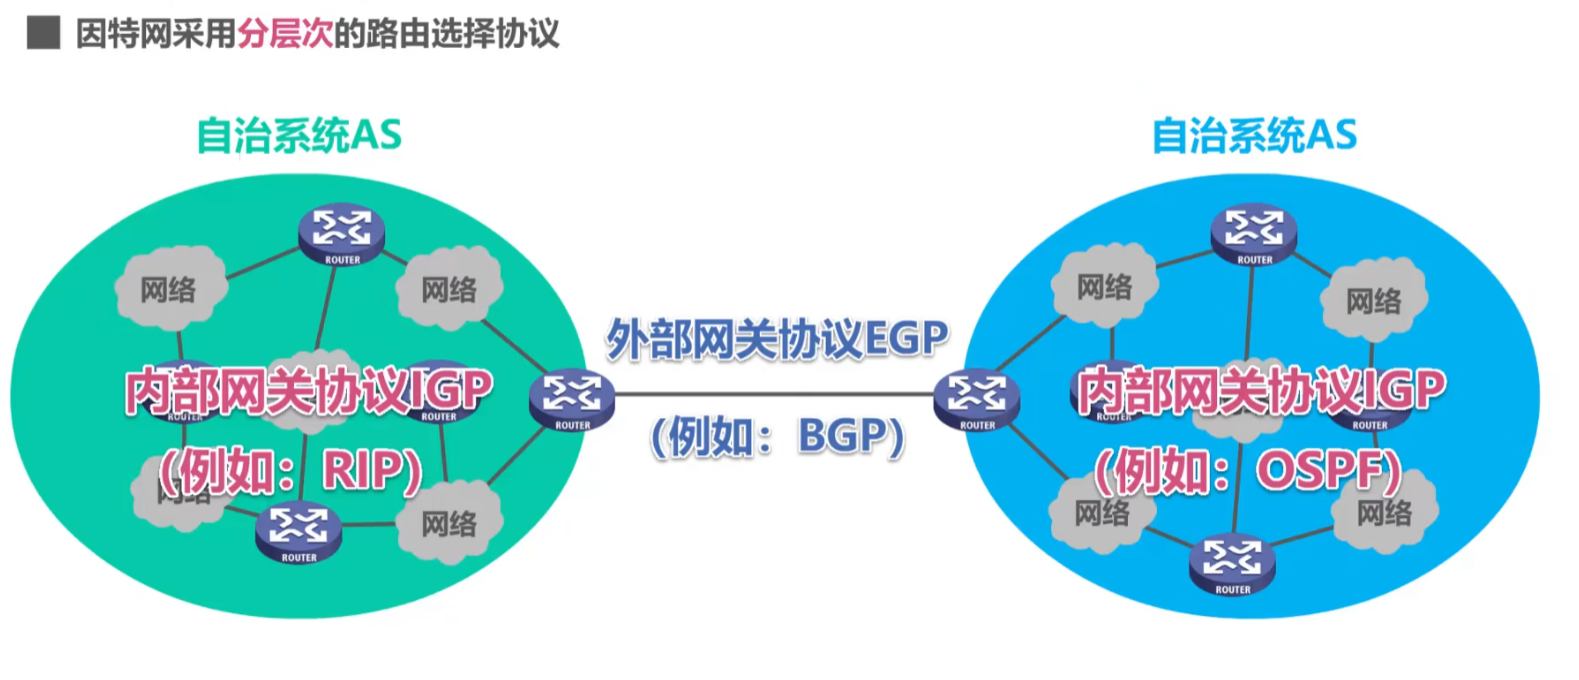 因特网采用分层次的路由选择协议
自治系统AS
自治系统AS
ROUTER
网络
网络
ROUTER
ROUTER
内部网关协议IGP
(例如：RIP)
网络
ROUTER
网络
ROUTER
外部网关协议EGP
(例如：BGP)
ROUTER
ROUTER
网络
网络
ROUTER
ROUTER
内部网关协议IGP
(例如：OSPF)
网络
网络
ROUTER